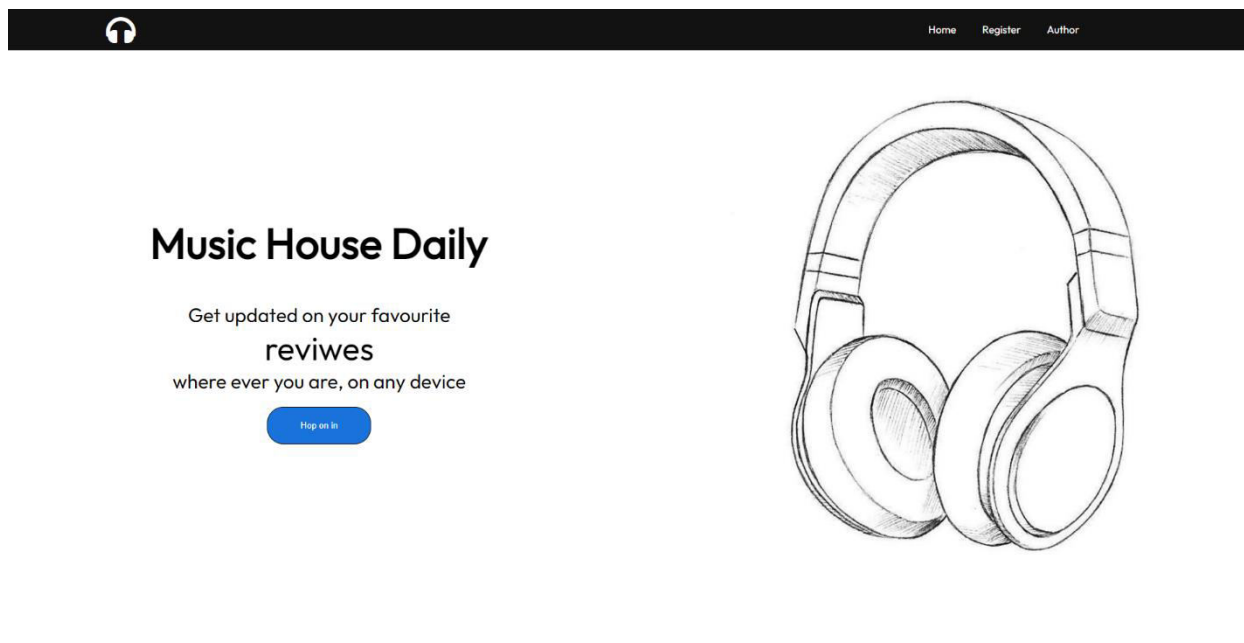 Home Register Author
Music House Daily
Get updated on your favourite
reviwes
where ever you are, on any device
Hop on in